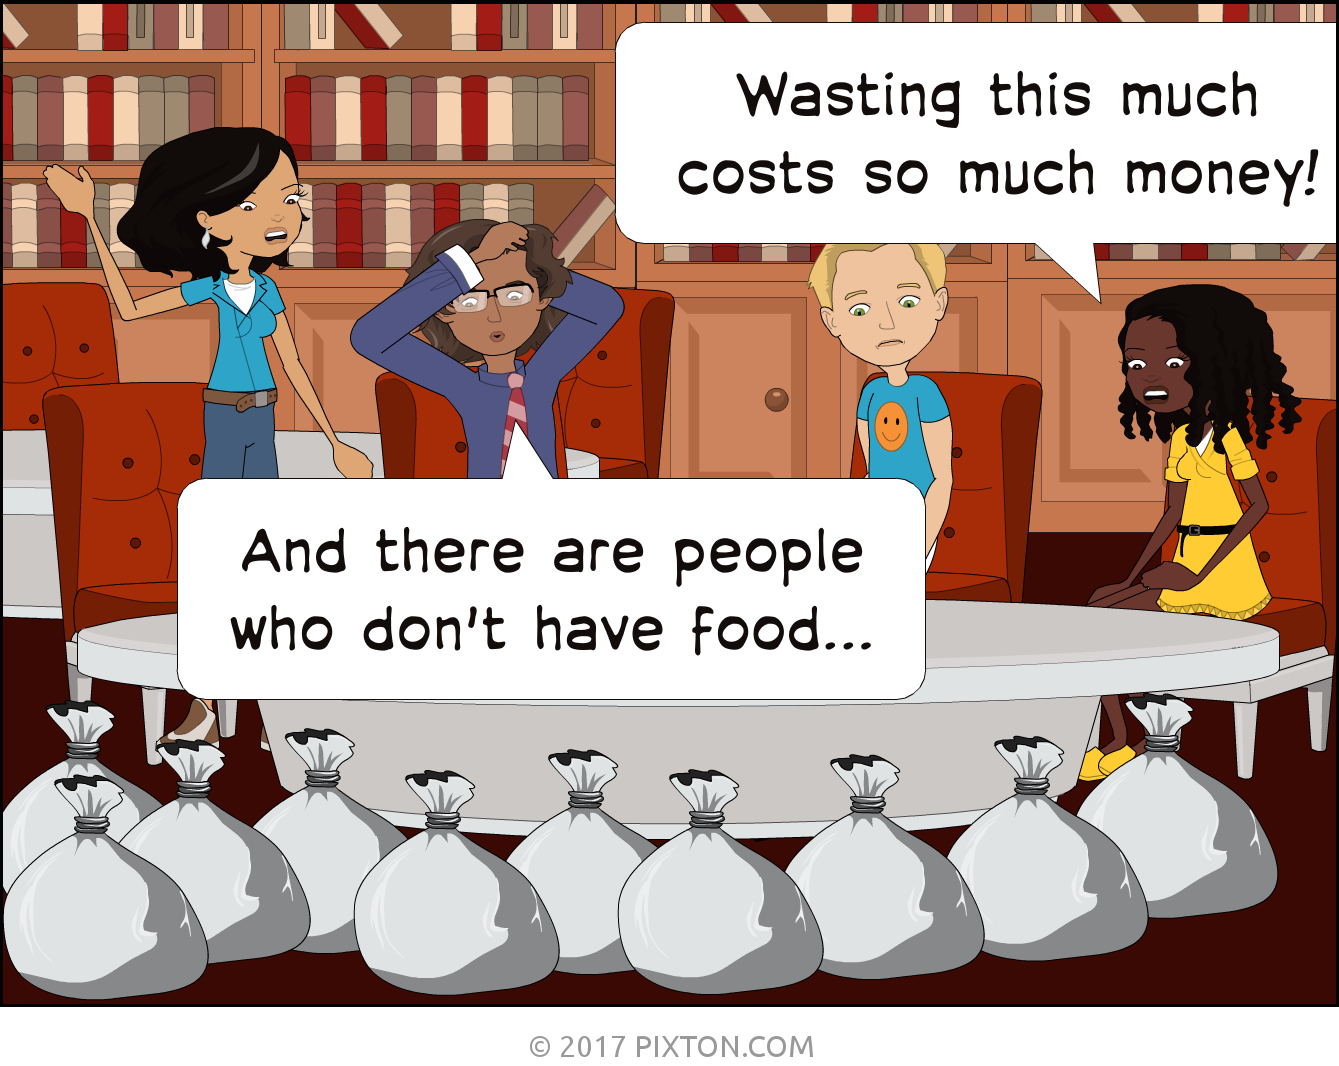 Wasting this much
costs so much money!
And there are people
who don't have food...
© 2017 PIXTON.COM